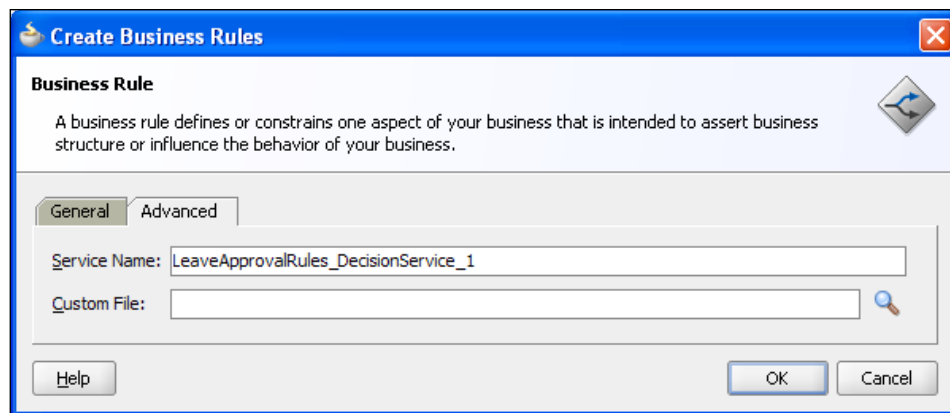 Create Business Rules
Business Rule
A business rule defines or constrains one aspect of your business that is intended to assert business
structure or influence the behavior of your business.
General Advanced
Service Name: LeaveApprovalRules_DecisionService_1
Custom File:
Help OK Cancel